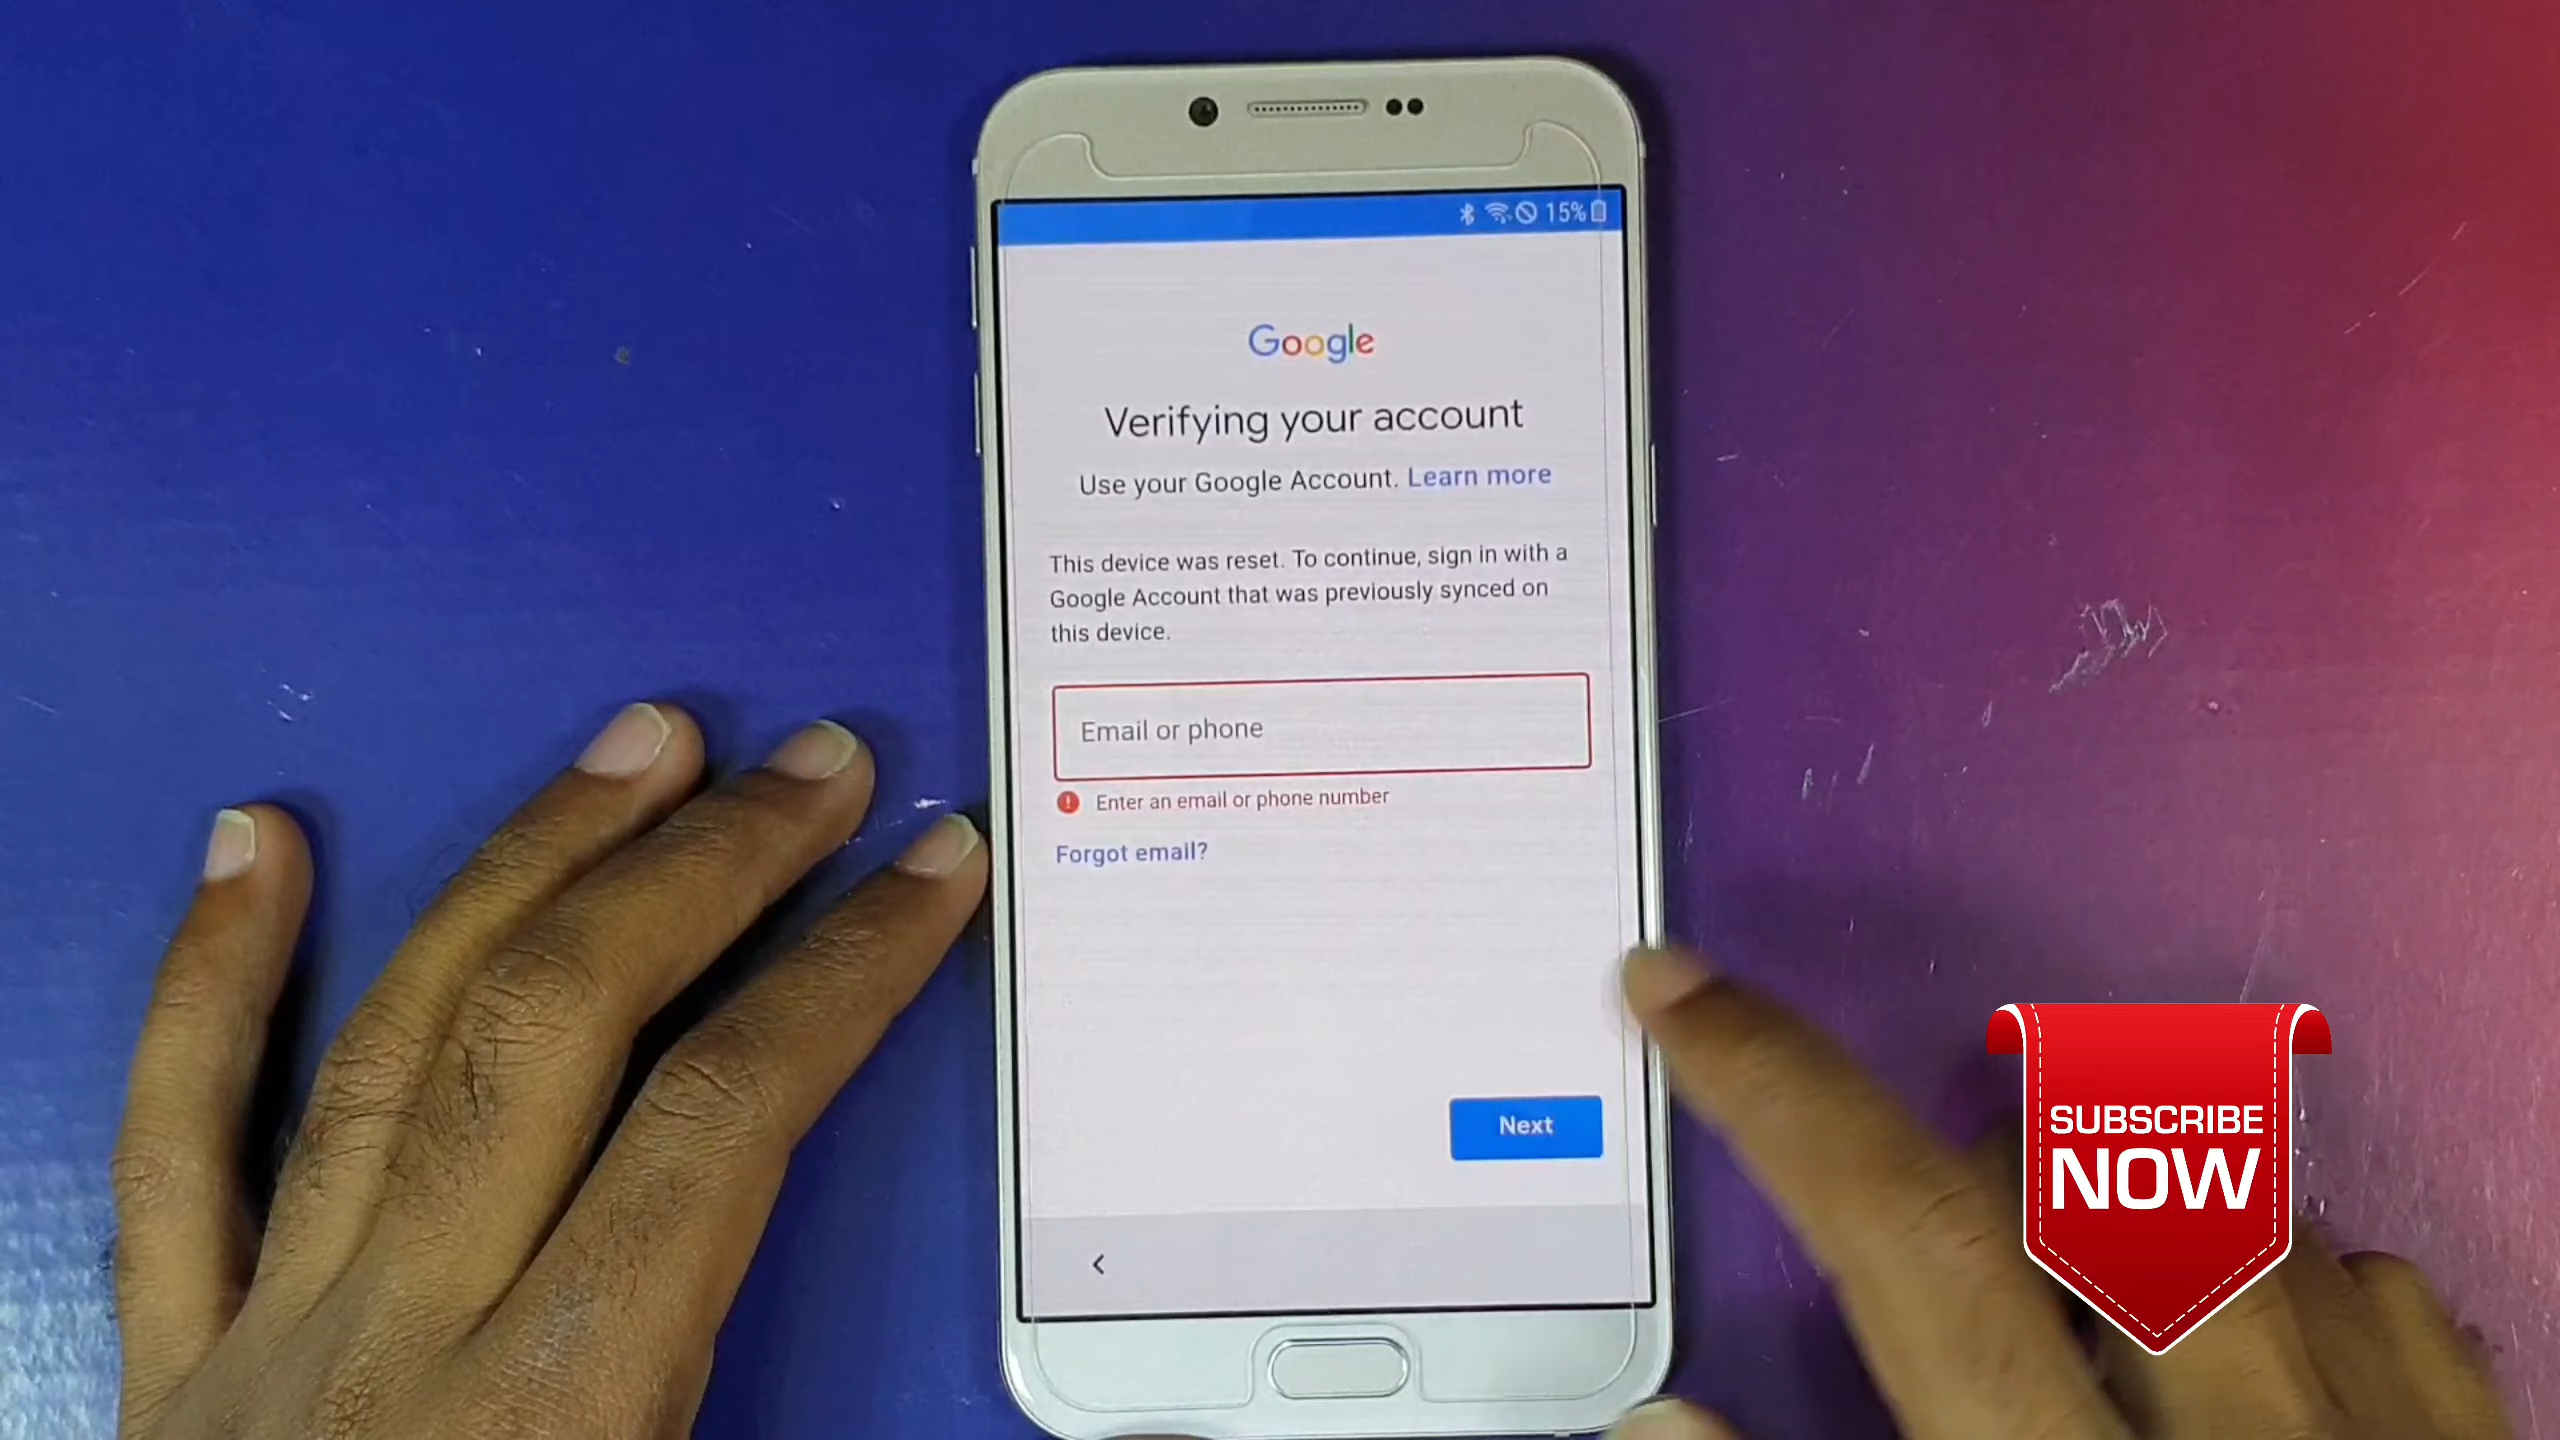 15%
Google
Verifying your account
Use your Google Account. Learn more
This device was reset. To continue, sign in with a
Google Account that was previously synced on
this device.
Email or phone
Enter an email or phone number
Forgot email?
Next
SUBSCRIBE
NOW